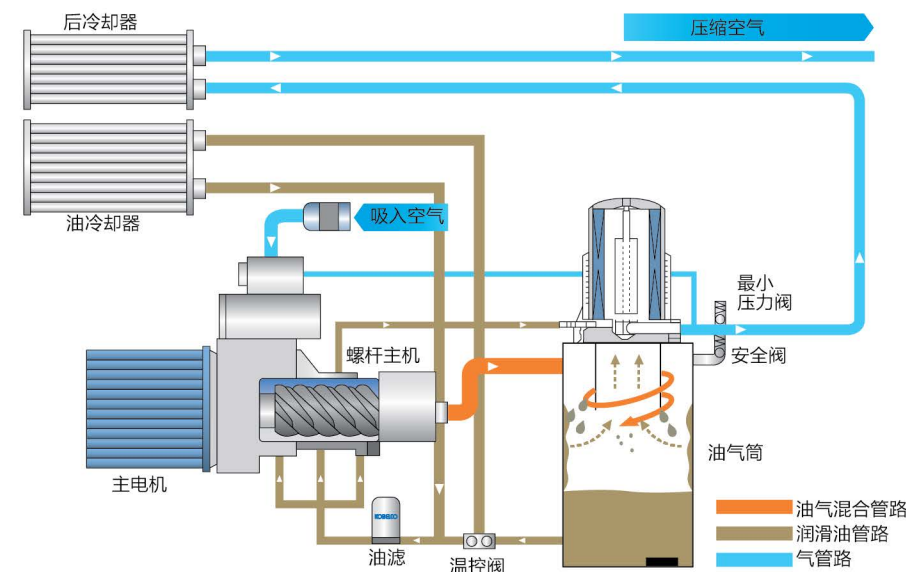 后冷却器
压缩空气
油冷却器
吸入空气
最小
压力阀
安全阀
螺杆主机
主电机
油气筒
KOBELCO
油滤
温控阀
油气混合管路
润滑油管路
气管路